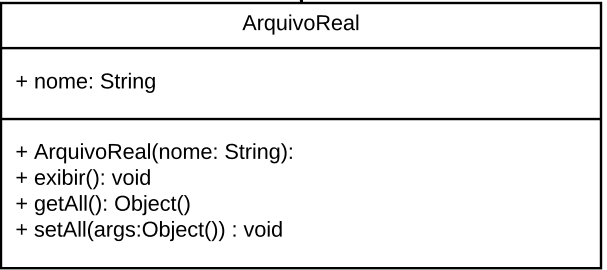 ArquivoReal
+ nome: String
+ ArquivoReal(nome: String):
+ exibir(): void
+ getAll(): Object()
+ setAll(args:Object()) : void